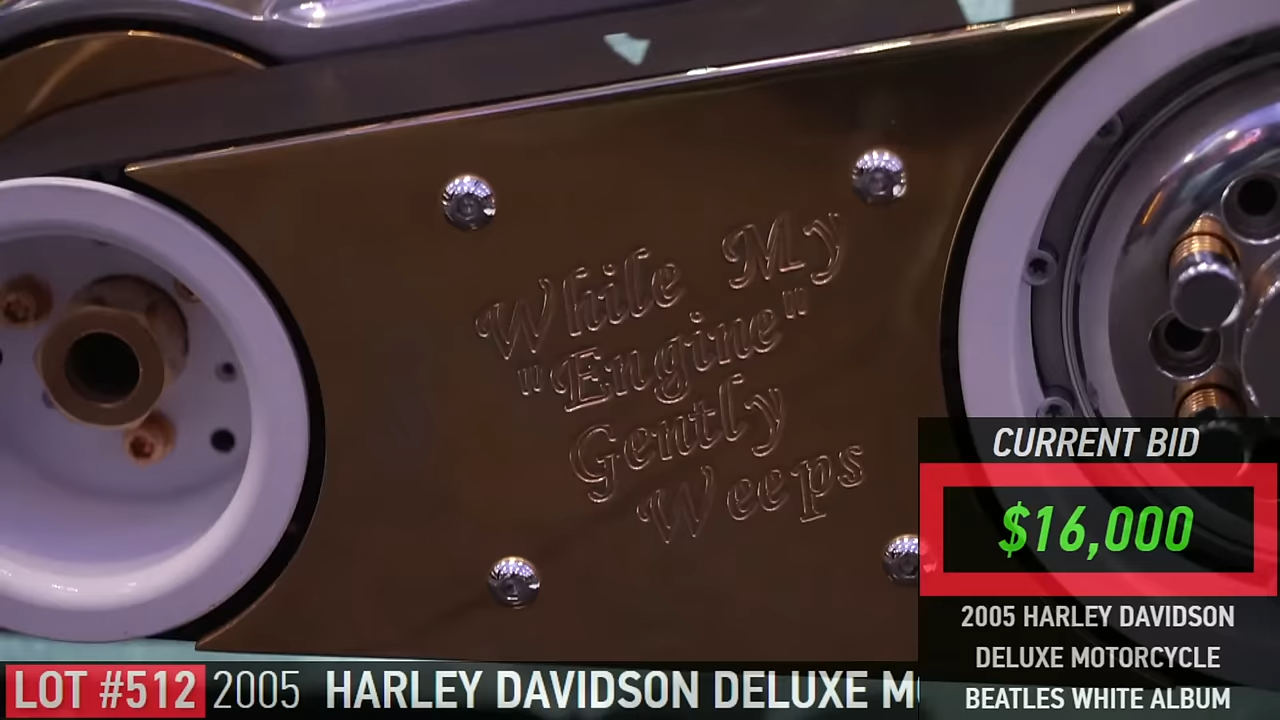 While My
"Engine"
Gently
Weeps
CURRENT BID
$16,000
2005 HARLEY DAVIDSON
DELUXE MOTORCYCLE
BEATLES WHITE ALBUM
LOT #512 2005 HARLEY DAVIDSON DELUXE M